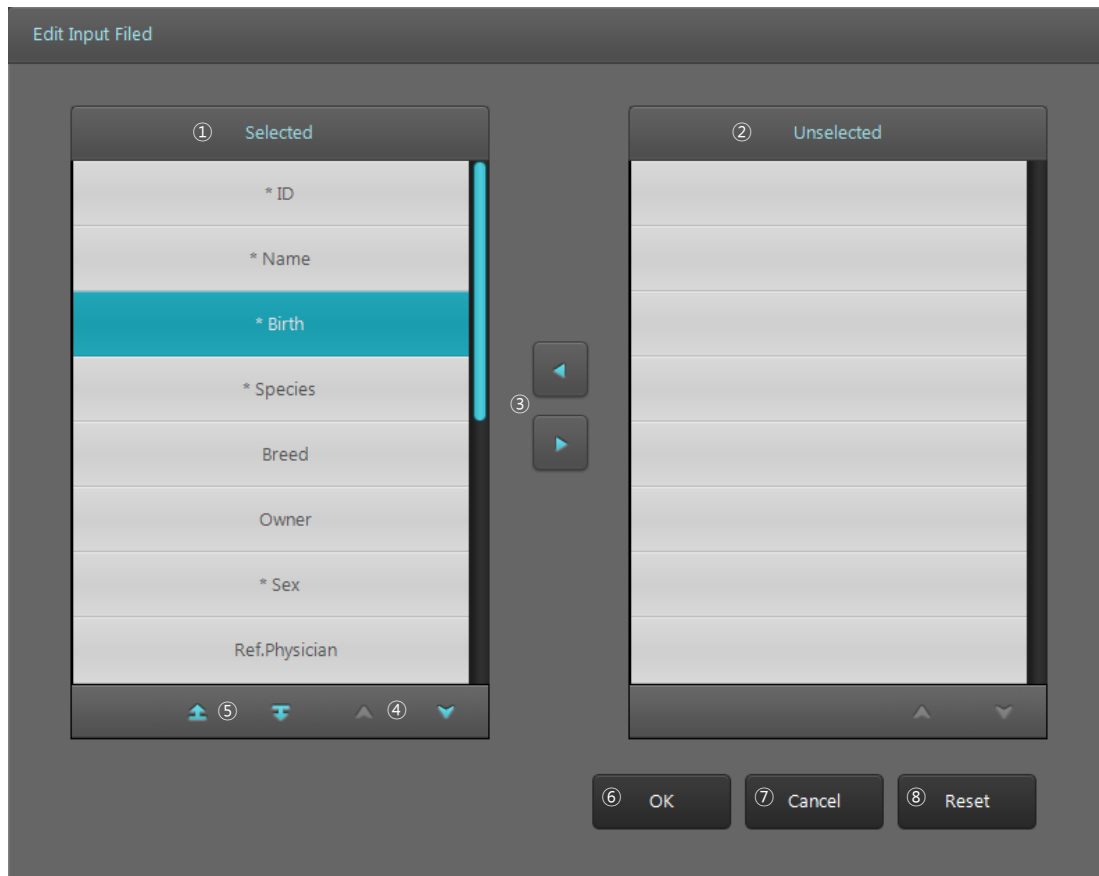 Edit Input Filed
① Selected
② Unselected
* ID
* Name
* Birth
* Species
③
Breed
Owner
* Sex
Ref.Physician
⑤ ④
⑥ OK
⑦ Cancel
⑧ Reset